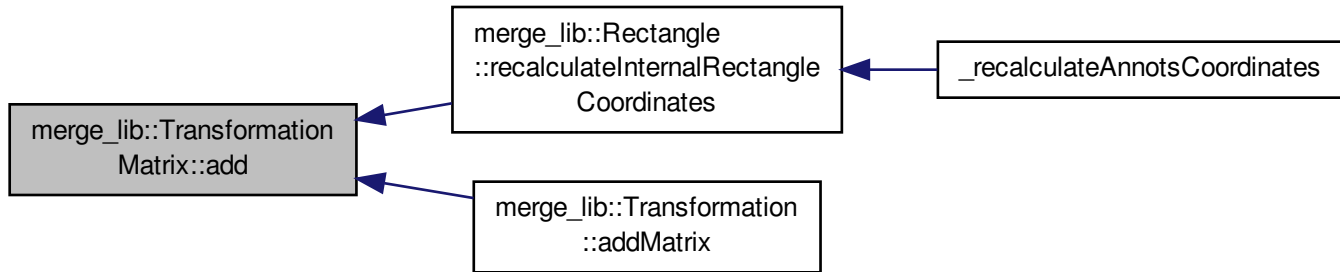 merge_lib::Transformation
Matrix::add
merge_lib::Rectangle
::recalculateInternalRectangle
Coordinates
_recalculateAnnotsCoordinates
merge_lib::Transformation
::addMatrix